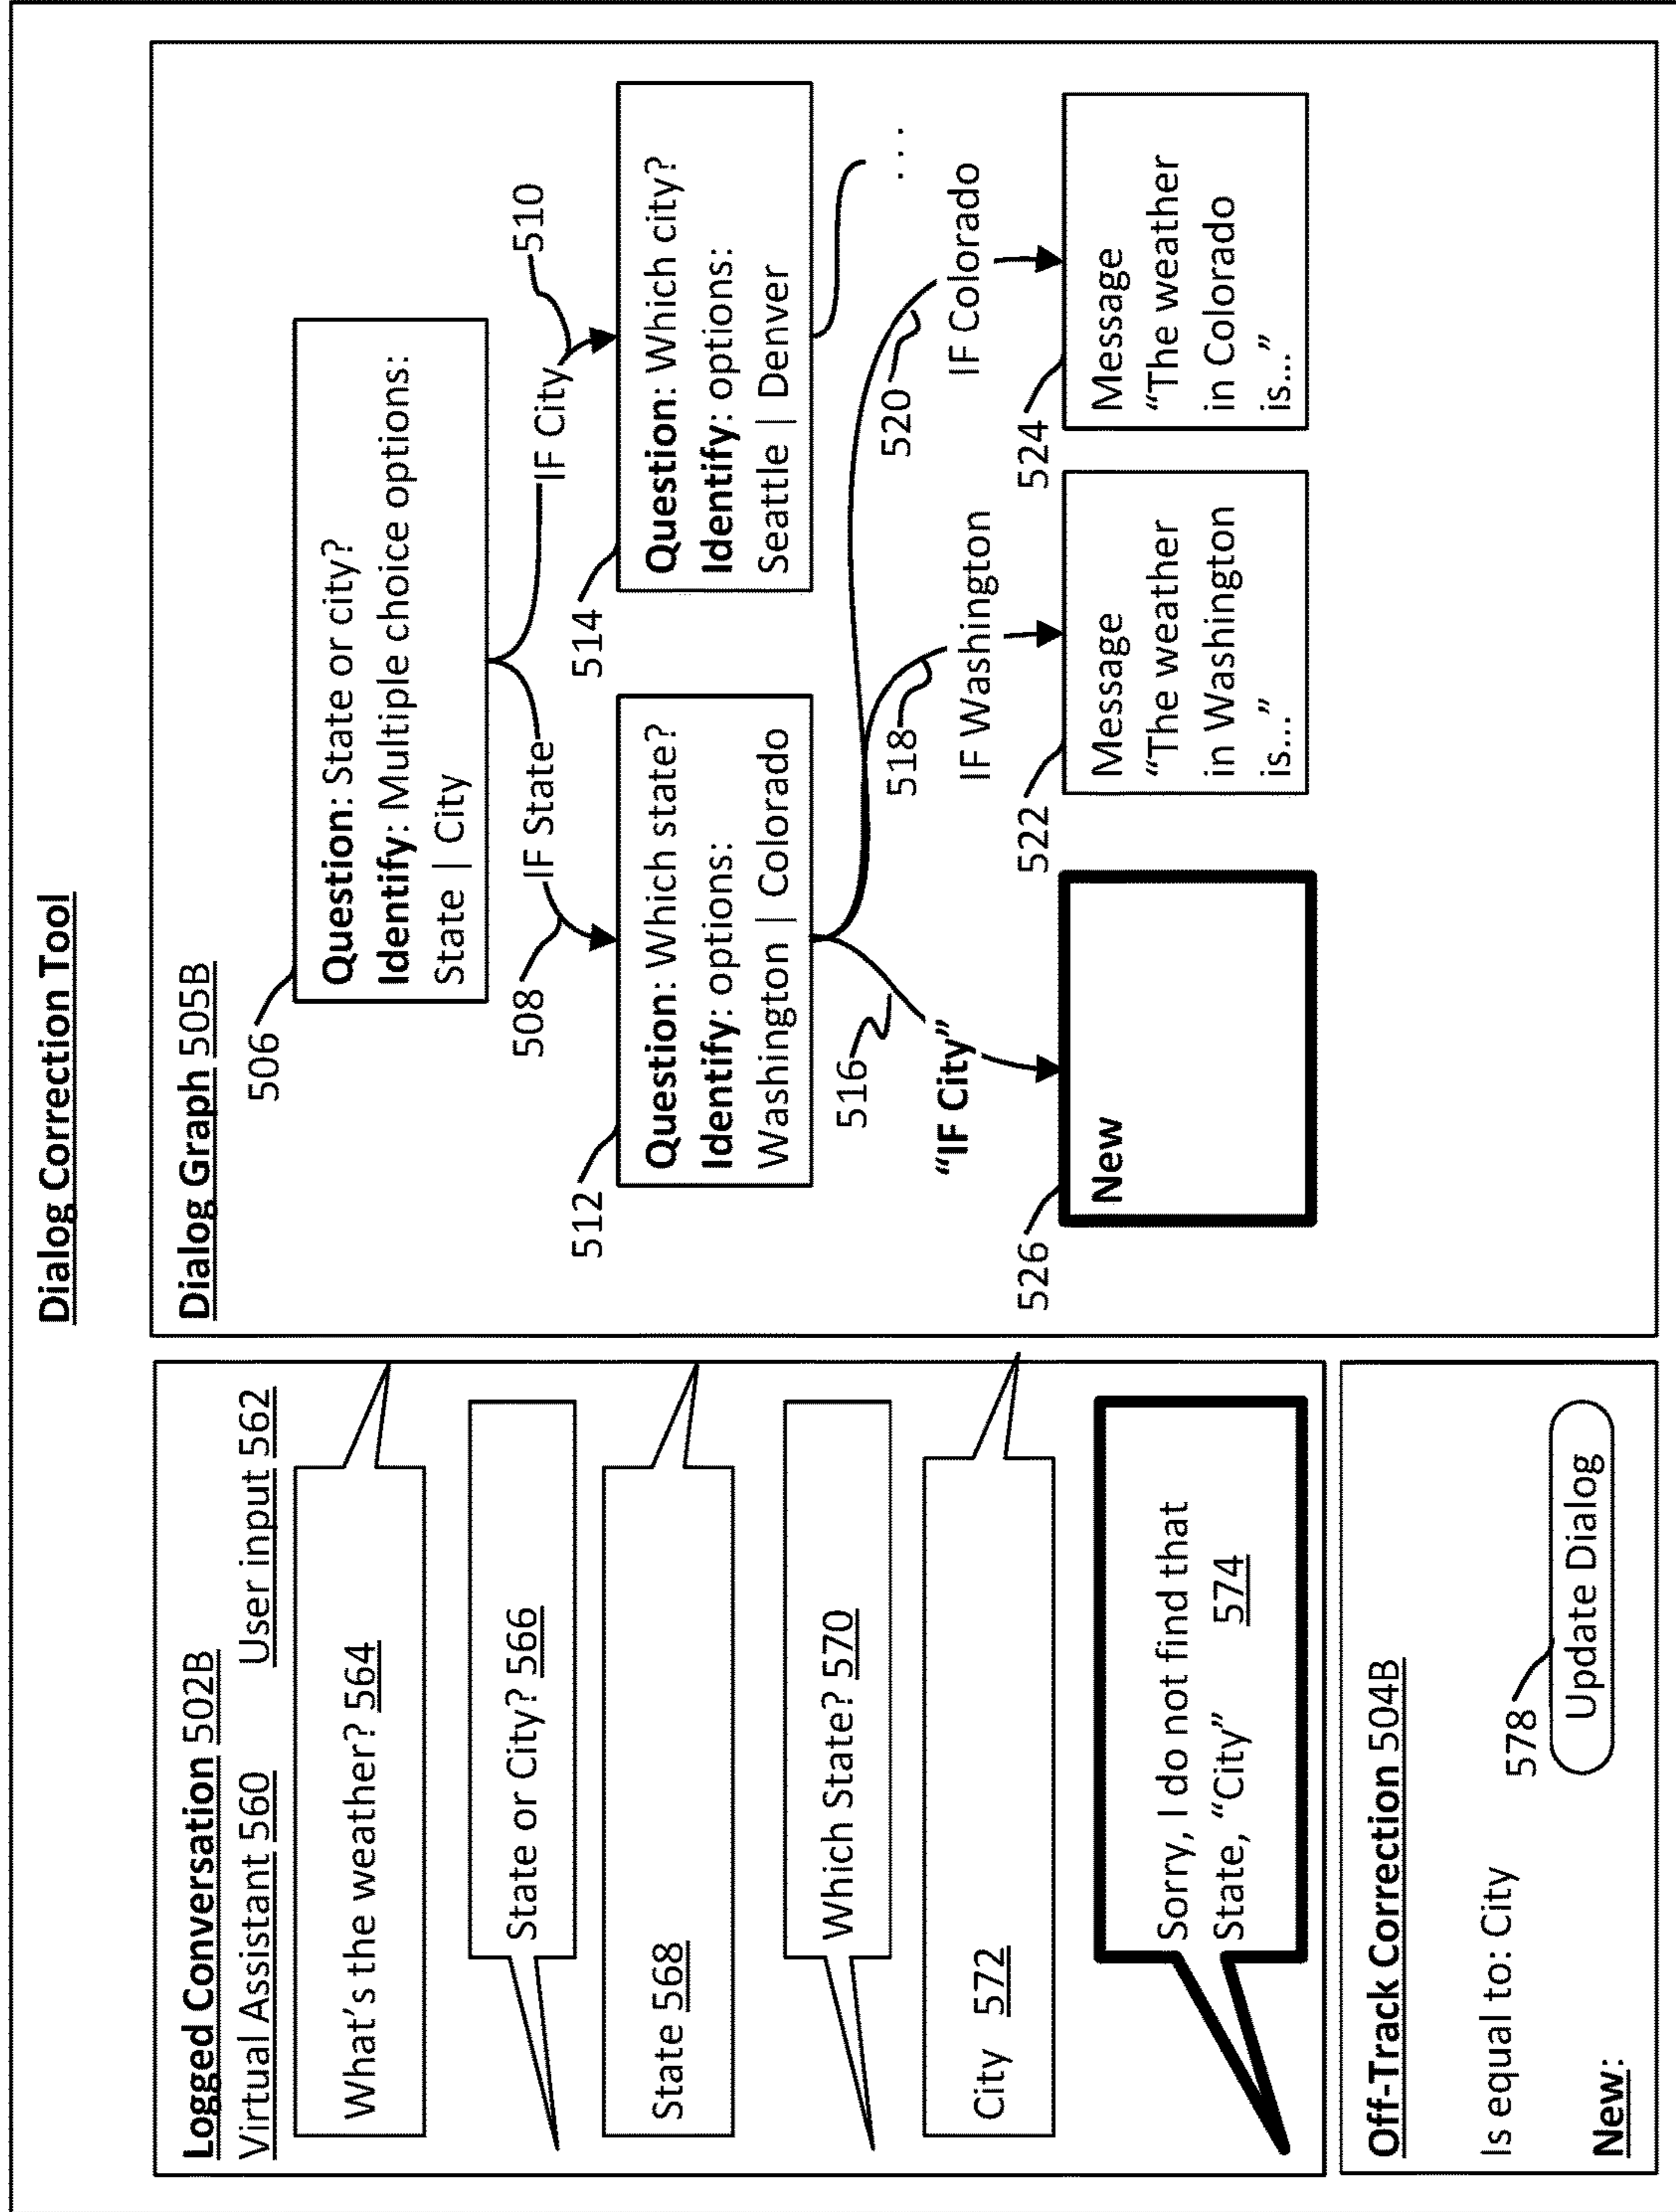 Dialog Correction Tool
Logged Conversation 502B
Virtual Assistant 560 User input 562
What's the weather? 564
State or City? 566
State 568
Which State? 570
City 572
Sorry, I do not find that
State, “City” 574
Off-Track Correction 504B
Is equal to: City
578
Update Dialog
New:
Dialog Graph 505B
506
Question: State or city?
Identify: Multiple choice options:
State | City
508
IF State
IF City
510
512
Question: Which state?
Identify: options:
Washington | Colorado
514
Question: Which city?
Identify: options:
Seattle | Denver
. . .
516
“IF City”
518
IF Washington
520
IF Colorado
526
New
522
Message
“The weather
in Washington
is...”
524
Message
“The weather
in Colorado
is...”